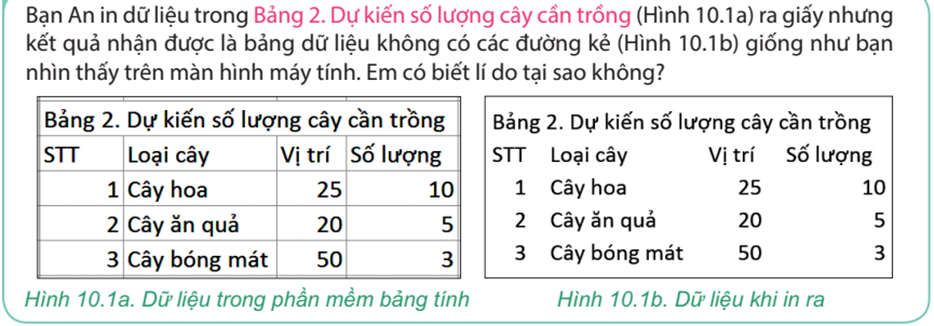 Bạn An in dữ liệu trong Bảng 2. Dự kiến số lượng cây cần trồng (Hình 10.1a) ra giấy nhưng
kết quả nhận được là bảng dữ liệu không có các đường kẻ (Hình 10.1b) giống như bạn
nhìn thấy trên màn hình máy tính. Em có biết lí do tại sao không?
Bảng 2. Dự kiến số lượng cây cần trồng
STT Loại cây Vị trí Số lượng
1 Cây hoa 25 10
2 Cây ăn quả 20 5
3 Cây bóng mát 50 3
Hình 10.1a. Dữ liệu trong phần mềm bảng tính
Bảng 2. Dự kiến số lượng cây cần trồng
STT Loại cây Vị trí Số lượng
1 Cây hoa 25 10
2 Cây ăn quả 20 5
3 Cây bóng mát 50 3
Hình 10.1b. Dữ liệu khi in ra